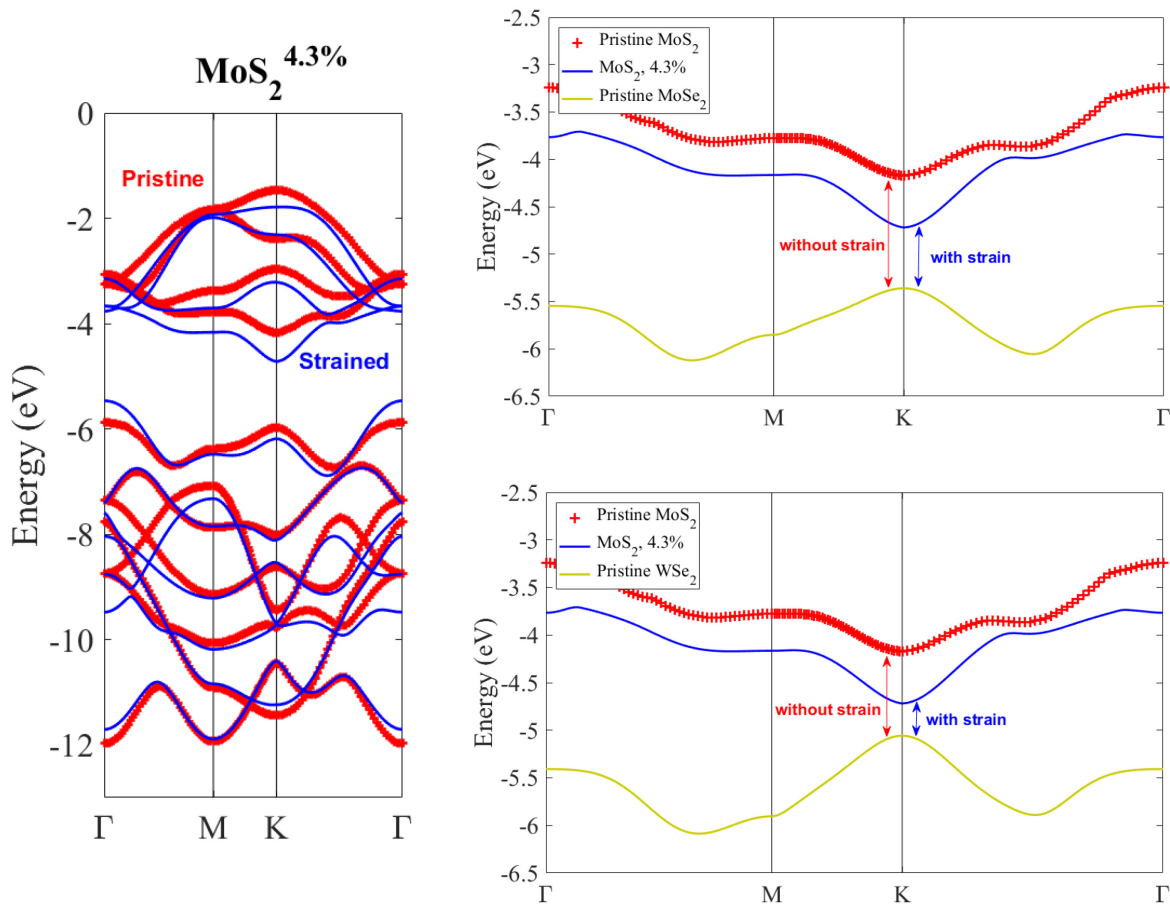 MoS2 4.3%
0
-2
-4
-6
-8
-10
-12
Energy (eV)
Pristine
Strained
Γ M K Γ
-2.5
-3
-3.5
-4
-4.5
-5
-5.5
-6
-6.5
Energy (eV)
Pristine MoS2
MoS2, 4.3%
Pristine MoSe2
without strain
with strain
Γ M K Γ
-2.5
-3
-3.5
-4
-4.5
-5
-5.5
-6
-6.5
Energy (eV)
Pristine MoS2
MoS2, 4.3%
Pristine WSe2
without strain
with strain
Γ M K Γ